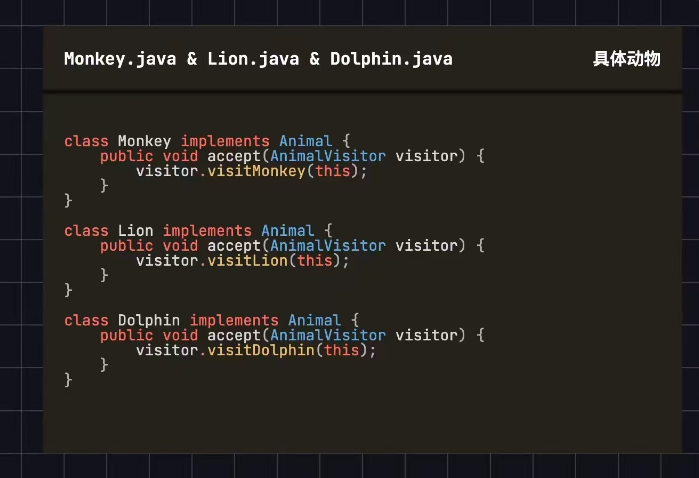 Monkey.java & Lion.java & Dolphin.java 具体动物
class Monkey implements Animal {
    public void accept(AnimalVisitor visitor) {
        visitor.visitMonkey(this);
    }
}
class Lion implements Animal {
    public void accept(AnimalVisitor visitor) {
        visitor.visitLion(this);
    }
}
class Dolphin implements Animal {
    public void accept(AnimalVisitor visitor) {
        visitor.visitDolphin(this);
    }
}